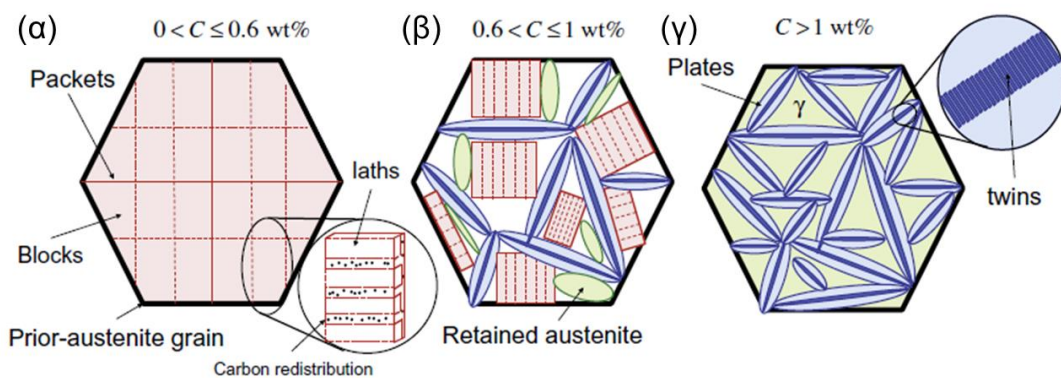 (α) 0 < C ≤ 0.6 wt%
Packets
Blocks
Prior-austenite grain
laths
Carbon redistribution
(β) 0.6 < C ≤ 1 wt%
Retained austenite
(γ) C > 1 wt%
Plates
γ
twins